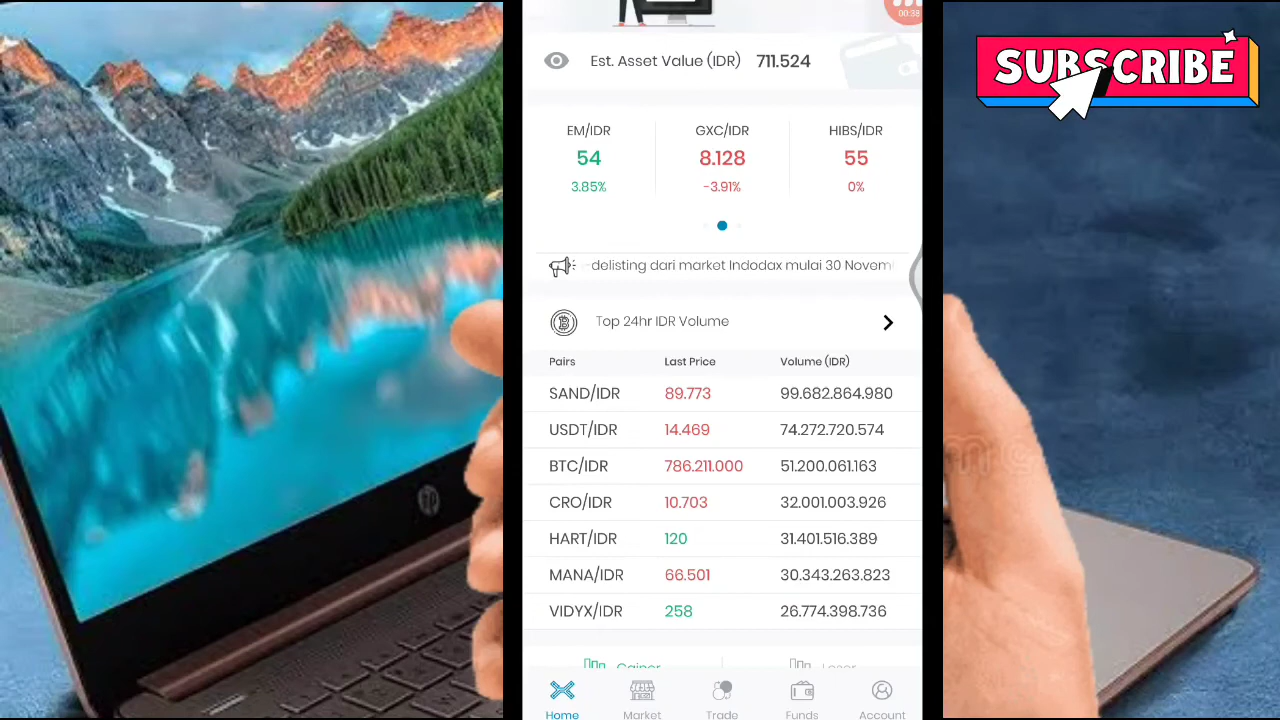 00:38
SUBSCRIBE
Est. Asset Value (IDR) 711.524
EM/IDR GXC/IDR HIBS/IDR
54 8.128 55
3.85% -3.91% 0%
delisting dari market Indodax mulai 30 Novem
Top 24hr IDR Volume
Pairs Last Price Volume (IDR)
SAND/IDR 89.773 99.682.864.980
USDT/IDR 14.469 74.272.720.574
BTC/IDR 786.211.000 51.200.061.163
CRO/IDR 10.703 32.001.003.926
HART/IDR 120 31.401.516.389
MANA/IDR 66.501 30.343.263.823
VIDYX/IDR 258 26.774.398.736
Gainer Loser
Home Market Trade Funds Account
hp